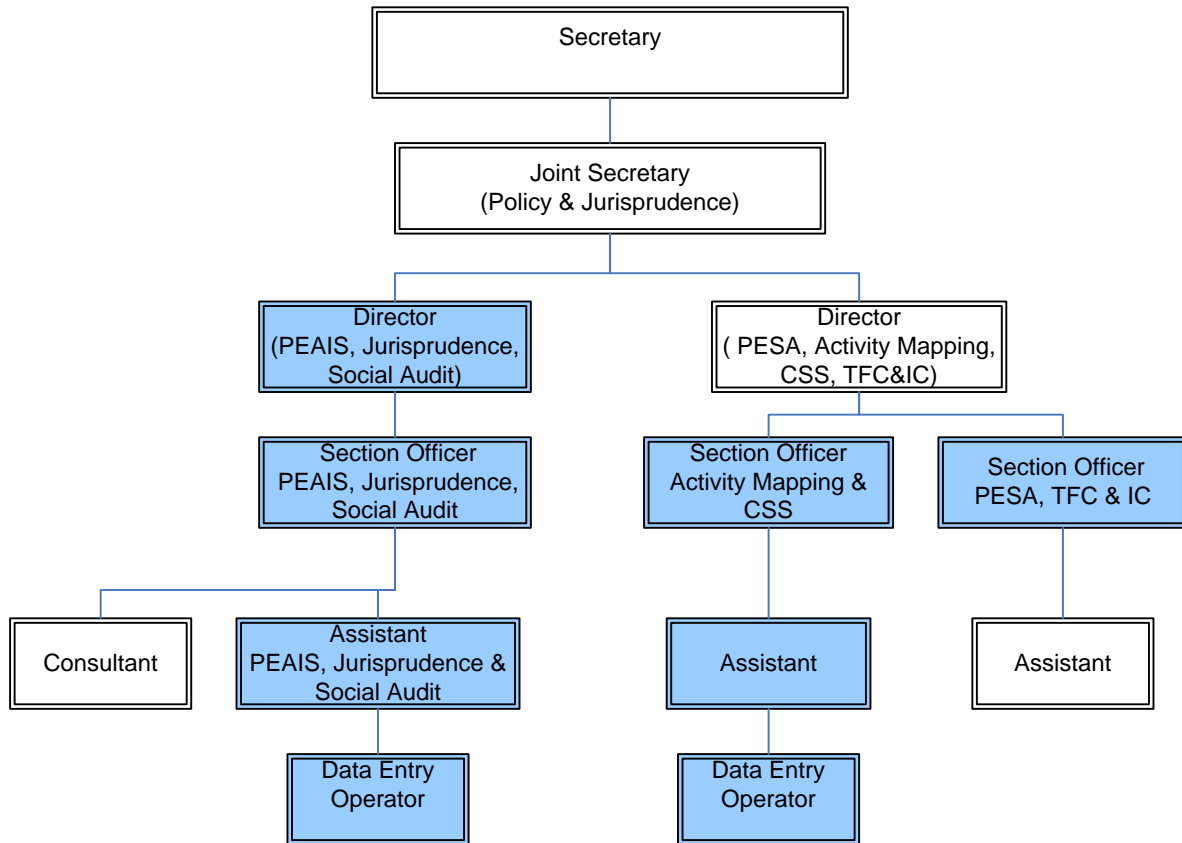 Secretary
Joint Secretary
(Policy & Jurisprudence)
Director
(PEAIS, Jurisprudence,
Social Audit)
Director
( PESA, Activity Mapping,
CSS, TFC&IC)
Section Officer
PEAIS, Jurisprudence,
Social Audit
Section Officer
Activity Mapping &
CSS
Section Officer
PESA, TFC & IC
Consultant
Assistant
PEAIS, Jurisprudence &
Social Audit
Assistant
Assistant
Data Entry
Operator
Data Entry
Operator